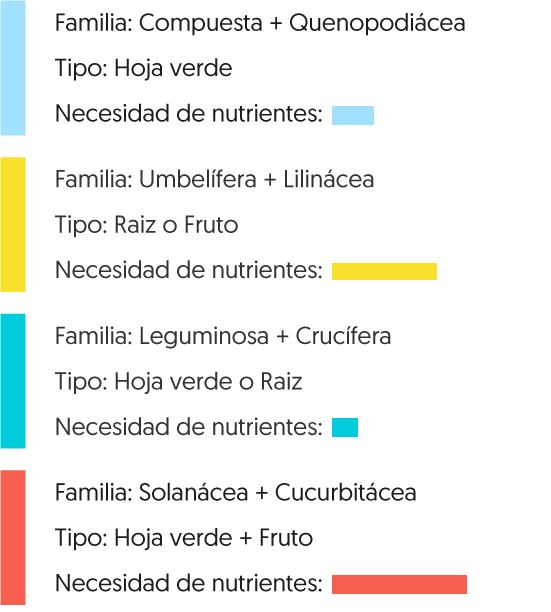 Familia: Compuesta + Quenopodiácea
Tipo: Hoja verde
Necesidad de nutrientes:
Familia: Umbelífera + Lilinácea
Tipo: Raiz o Fruto
Necesidad de nutrientes:
Familia: Leguminosa + Crucífera
Tipo: Hoja verde o Raiz
Necesidad de nutrientes:
Familia: Solanácea + Cucurbitácea
Tipo: Hoja verde + Fruto
Necesidad de nutrientes: